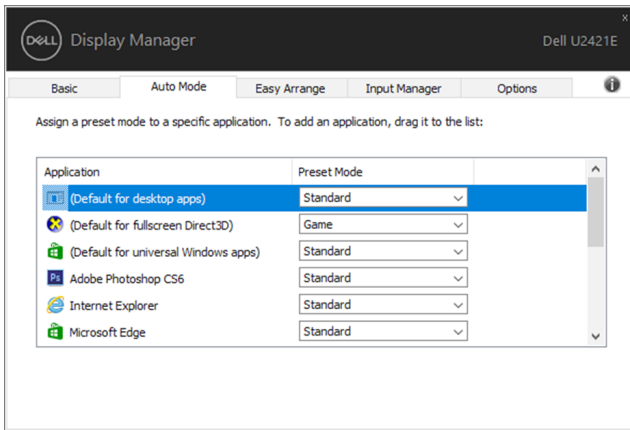 DELL Display Manager
Dell U2421E
x
Basic
Auto Mode
Easy Arrange
Input Manager
Options
i
Assign a preset mode to a specific application. To add an application, drag it to the list:
Application Preset Mode
(Default for desktop apps) Standard
(Default for fullscreen Direct3D) Game
(Default for universal Windows apps) Standard
Ps Adobe Photoshop CS6 Standard
Internet Explorer Standard
Microsoft Edge Standard